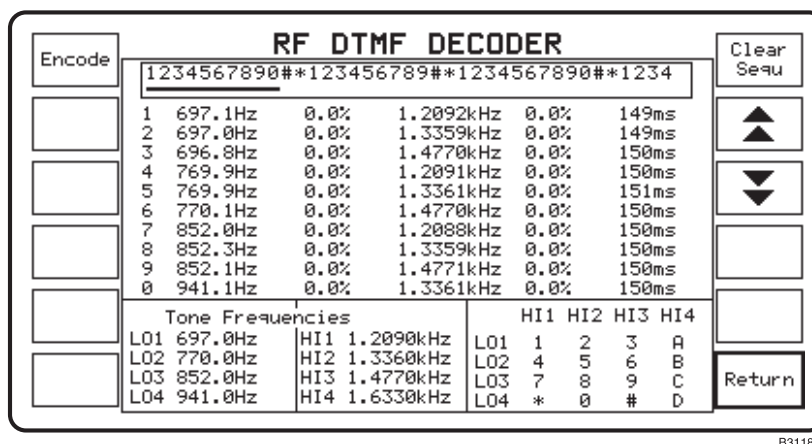 RF DTMF DECODER
Encode
Clear
Sequ
1234567890#*123456789#*1234567890#*1234
1 697.1Hz 0.0% 1.2092kHz 0.0% 149ms
2 697.0Hz 0.0% 1.3359kHz 0.0% 149ms
3 696.8Hz 0.0% 1.4770kHz 0.0% 150ms
4 769.9Hz 0.0% 1.2091kHz 0.0% 150ms
5 769.9Hz 0.0% 1.3361kHz 0.0% 151ms
6 770.1Hz 0.0% 1.4770kHz 0.0% 150ms
7 852.0Hz 0.0% 1.2088kHz 0.0% 150ms
8 852.3Hz 0.0% 1.3359kHz 0.0% 150ms
9 852.1Hz 0.0% 1.4771kHz 0.0% 150ms
0 941.1Hz 0.0% 1.3361kHz 0.0% 150ms
Tone Frequencies
LO1 697.0Hz HI1 1.2090kHz
LO2 770.0Hz HI2 1.3360kHz
LO3 852.0Hz HI3 1.4770kHz
LO4 941.0Hz HI4 1.6330kHz
HI1 HI2 HI3 HI4
LO1 1 2 3 A
LO2 4 5 6 B
LO3 7 8 9 C
LO4 * 0 # D
Return